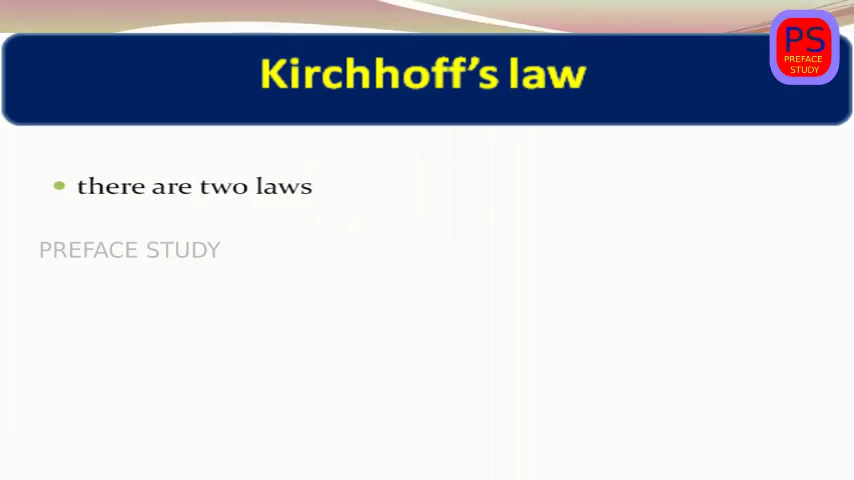 Kirchhoff's law
PS
PREFACE
STUDY
• there are two laws
PREFACE STUDY